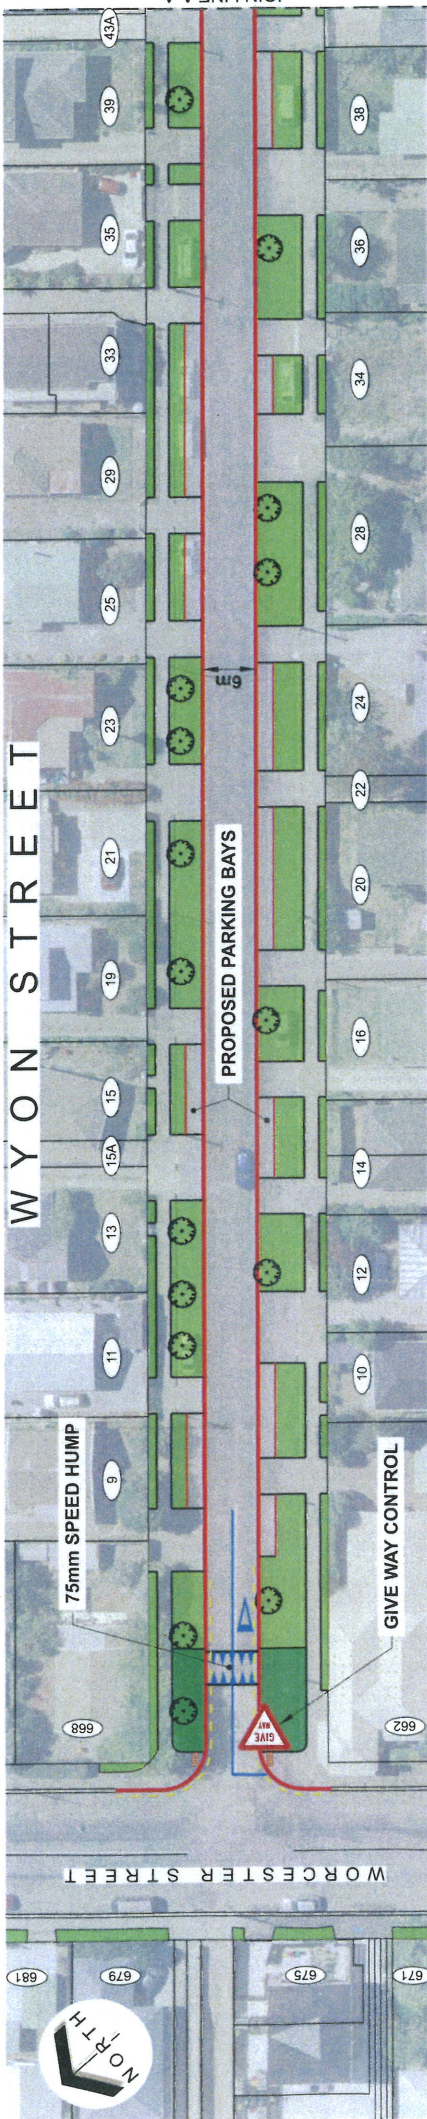 JOIN LINE A-A
WYON STREET
43A
39
35
33
29
25
23
21
19
15
15A
13
11
9
668
38
36
34
28
24
22
20
16
14
12
10
662
6m
PROPOSED PARKING BAYS
75mm SPEED HUMP
GIVE WAY CONTROL
GIVE
WAY
WORCESTER STREET
681
679
675
671
NORTH